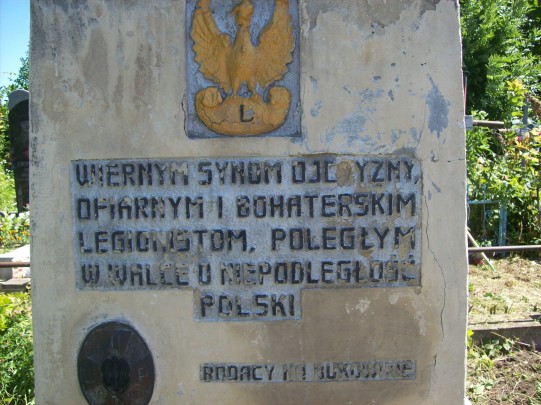 L
WIERNYM SYNOM OJCZYZNY,
OFIARNYM I BOHATERSKIM
LEGIONISTOM, POLEGŁYM
W WALCE O NIEPODLEGŁOŚĆ
POLSKI
RODACY NA BUKOWINIE